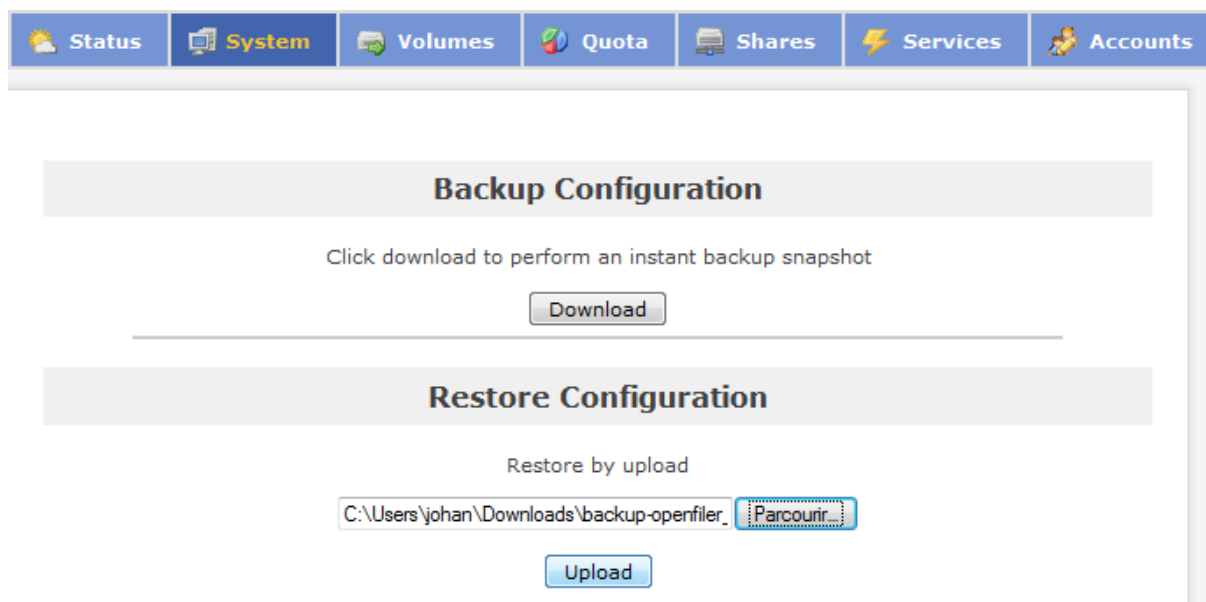 Status System Volumes Quota Shares Services Accounts
Backup Configuration
Click download to perform an instant backup snapshot
Download
Restore Configuration
Restore by upload
C:\Users\johan\Downloads\backup-openfiler_ Parcourir...
Upload